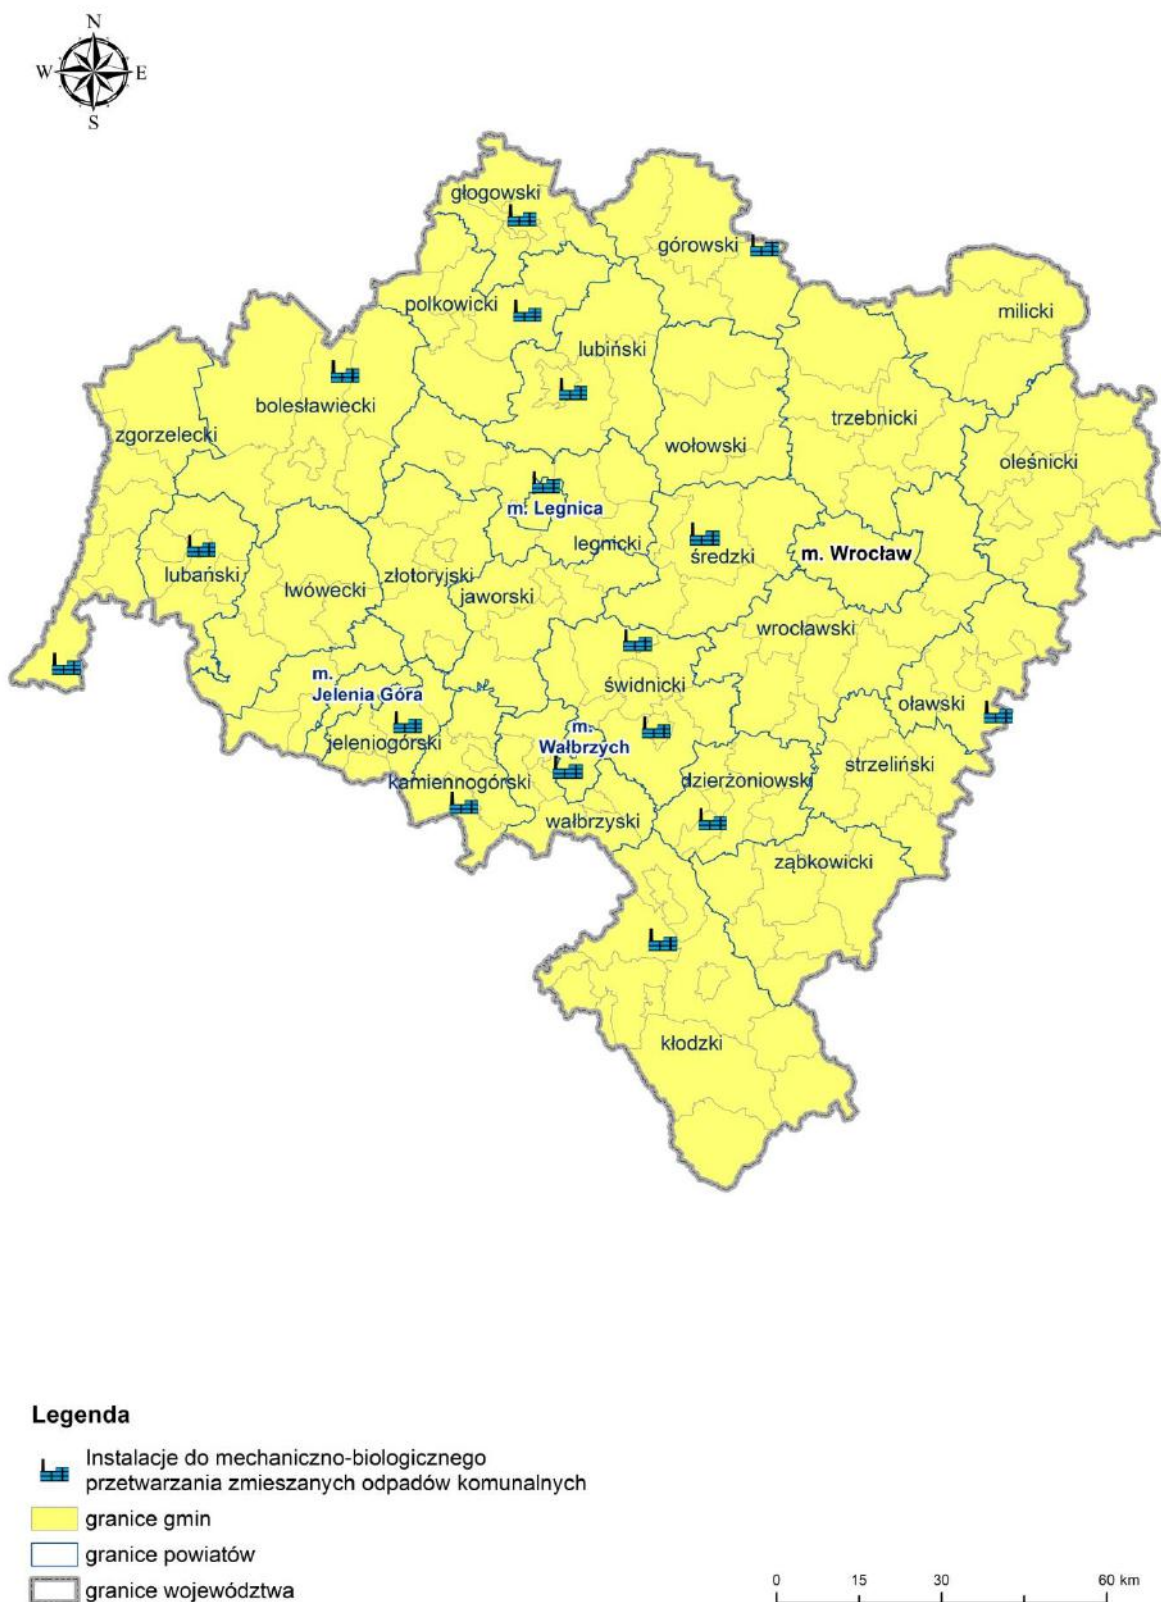 N
W E
S
głogowski
górowski
milicki
polkowicki
lubiński
bolesławiecki
trzebnicki
zgorzelecki
wołowski
oleśnicki
m. Legnica
legnicki
średzki
m. Wrocław
lubański
lwówecki
złotoryjski
jaworski
wrocławski
m.
Jelenia Góra
świdnicki
oławski
m.
Wałbrzych
jeleniogórski
strzeliński
kamiennogórski
dzierżoniowski
wałbrzyski
ząbkowicki
kłodzki
Legenda
Instalacje do mechaniczno-biologicznego
przetwarzania zmieszanych odpadów komunalnych
granice gmin
granice powiatów
granice województwa
0 15 30 60 km